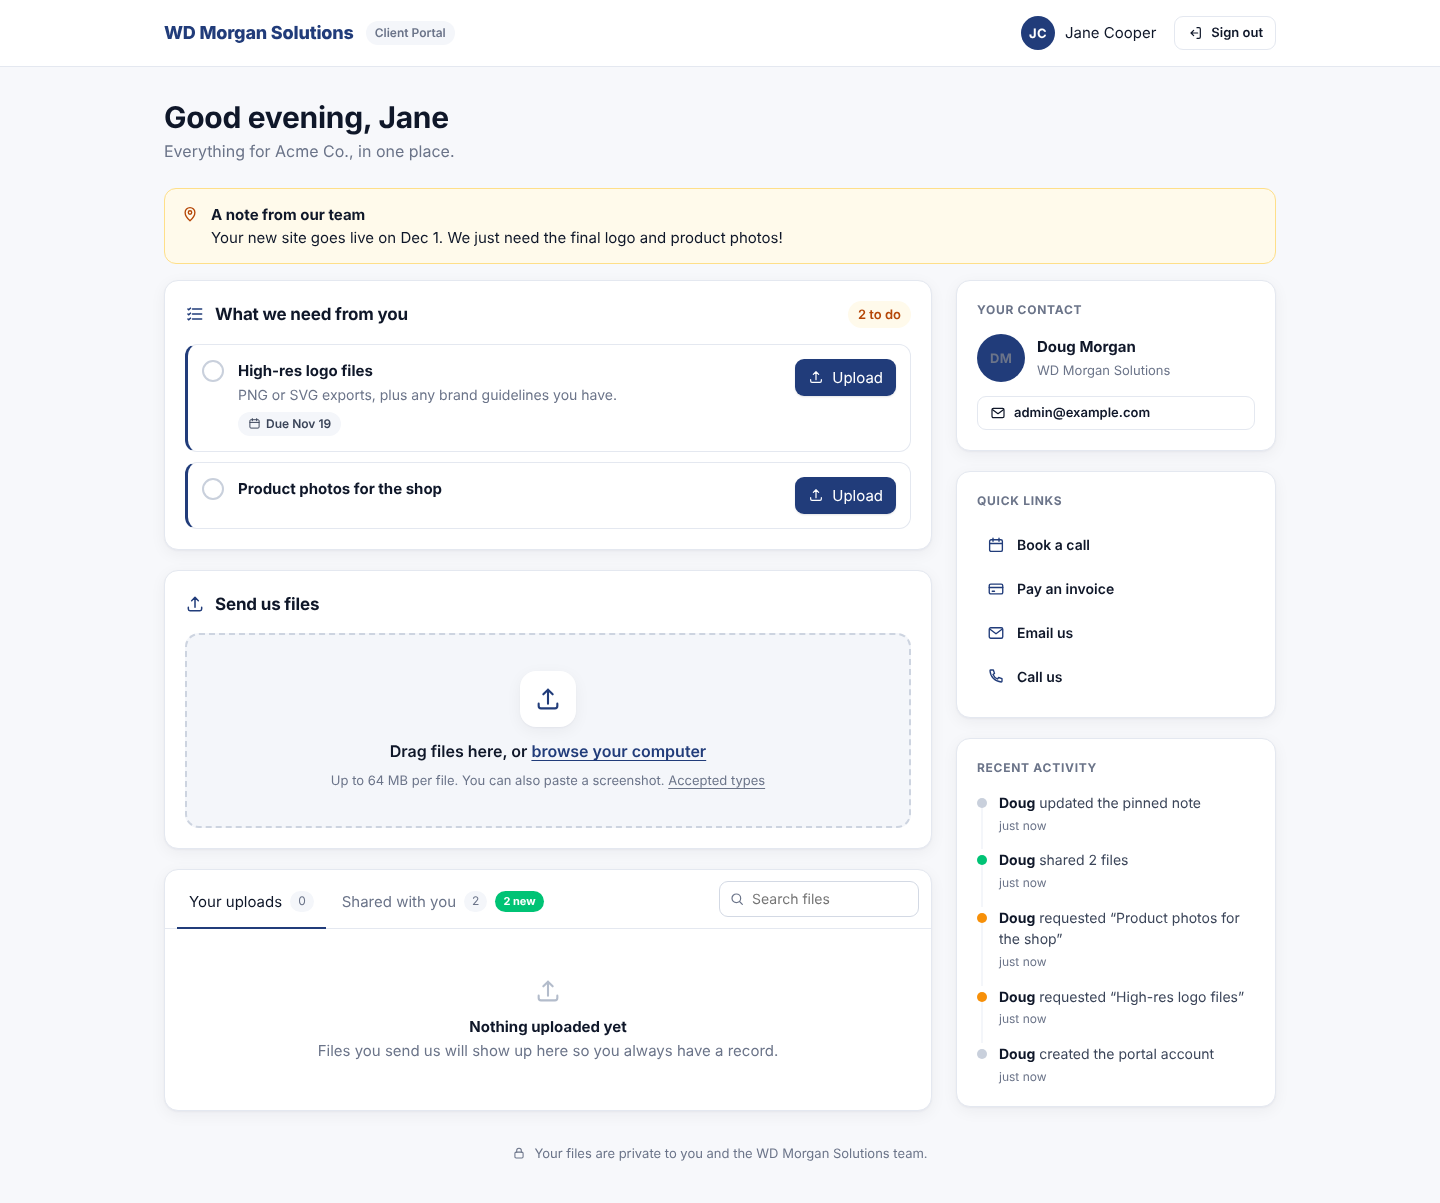 WD Morgan Solutions
Client Portal
JC
Jane Cooper
Sign out
Good evening, Jane
Everything for Acme Co., in one place.
A note from our team
Your new site goes live on Dec 1. We just need the final logo and product photos!
What we need from you
2 to do
High-res logo files
PNG or SVG exports, plus any brand guidelines you have.
Due Nov 19
Upload
Product photos for the shop
Upload
Send us files
Drag files here, or browse your computer
Up to 64 MB per file. You can also paste a screenshot. Accepted types
Your uploads 0
Shared with you 2
2 new
Search files
Nothing uploaded yet
Files you send us will show up here so you always have a record.
YOUR CONTACT
DM
Doug Morgan
WD Morgan Solutions
admin@example.com
QUICK LINKS
Book a call
Pay an invoice
Email us
Call us
RECENT ACTIVITY
Doug updated the pinned note
just now
Doug shared 2 files
just now
Doug requested “Product photos for
the shop”
just now
Doug requested “High-res logo files”
just now
Doug created the portal account
just now
Your files are private to you and the WD Morgan Solutions team.